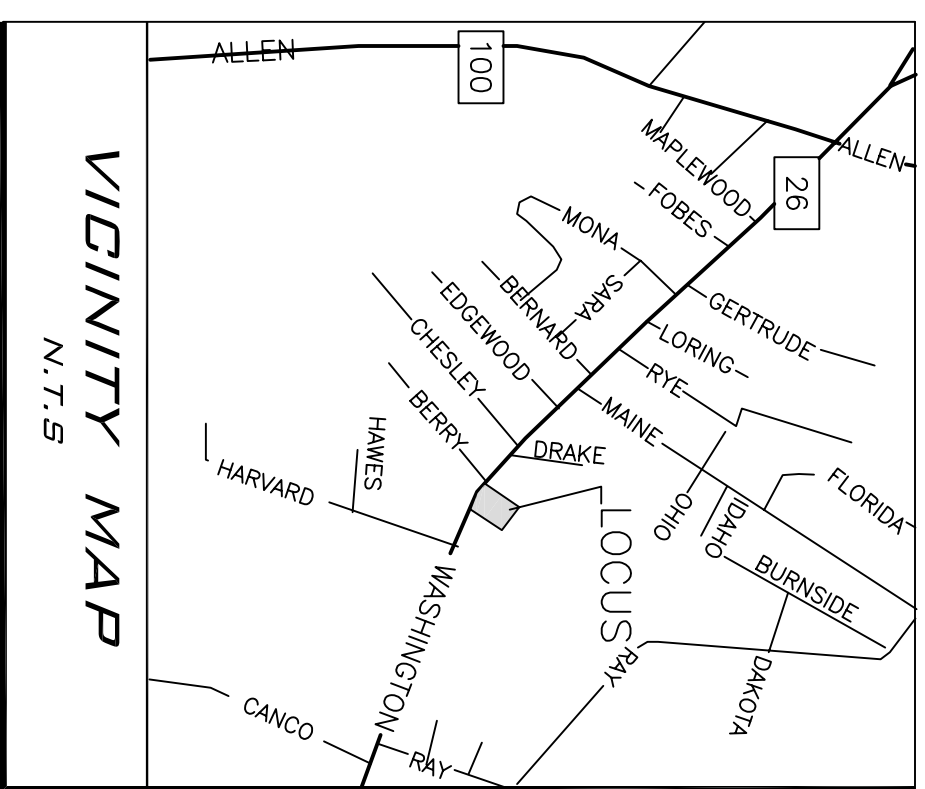 ALLEN
100
ALLEN
26
MAPLEWOOD
FOBES
MONA
SARA
BERNARD
EDGEWOOD
CHESLEY
BERRY
GERTRUDE
LORING
RYE
MAINE
DRAKE
HAWES
HARVARD
LOCUS
OHIO
IDAHO
FLORIDA
BURNSIDE
DAKOTA
RAY
WASHINGTON
CANCO
RAY
VICINITY MAP
N.T.S